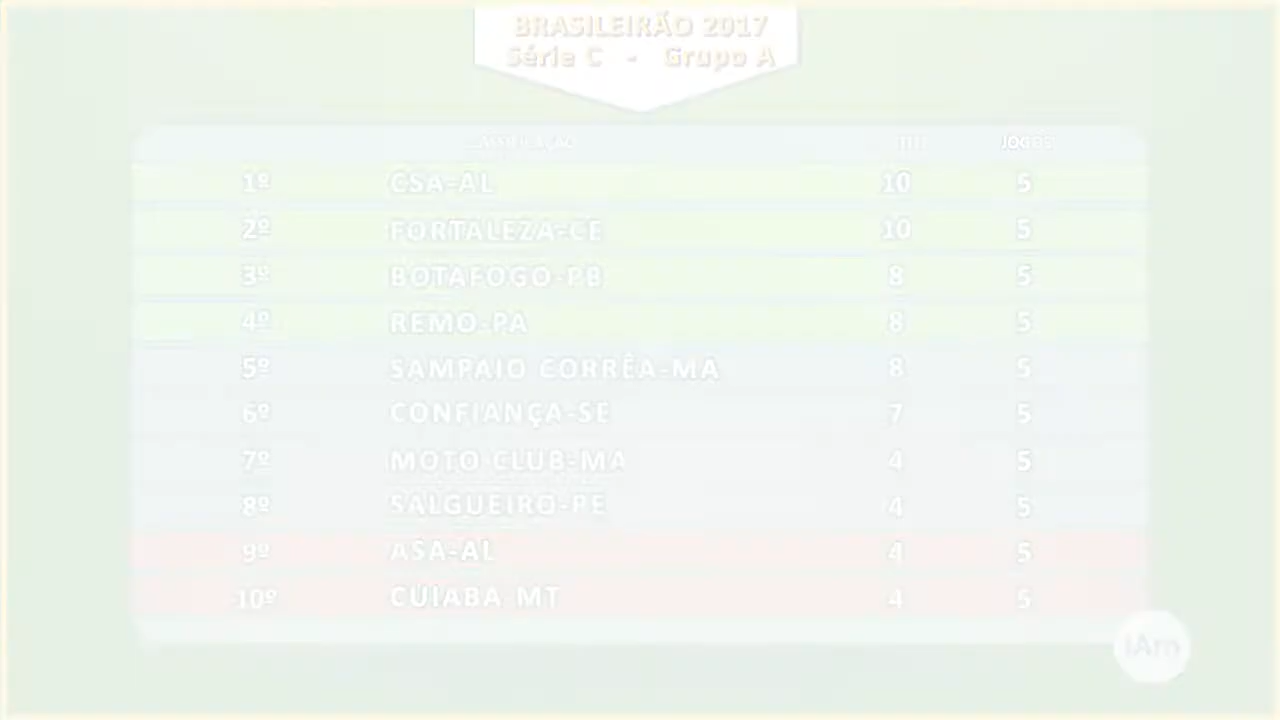 BRASILEIRÃO 2017
Série C - Grupo A
CLASSIFICAÇÃO JOGOS
1º CSA-AL 10 5
2º FORTALEZA-CE 10 5
3º BOTAFOGO-PB 8 5
4º REMO-PA 8 5
5º SAMPAIO CORRÊA-MA 8 5
6º CONFIANÇA-SE 7 5
7º MOTO CLUB-MA 4 5
8º SALGUEIRO-PE 4 5
9º ASA-AL 4 5
10º CUIABA-MT 4 5